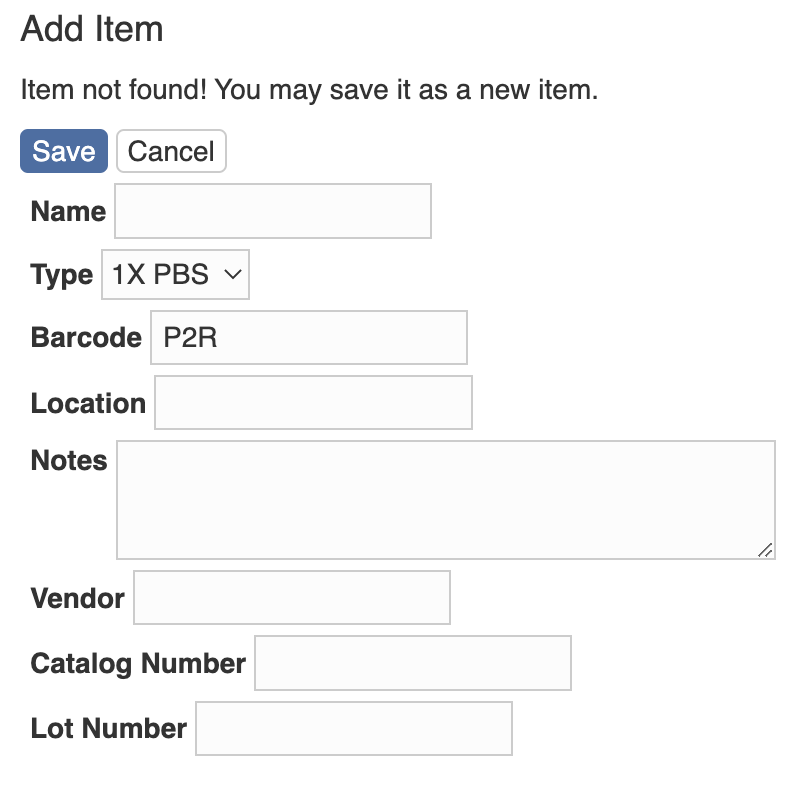 Add Item
Item not found! You may save it as a new item.
Save Cancel
Name
Type 1X PBS
Barcode P2R
Location
Notes
Vendor
Catalog Number
Lot Number